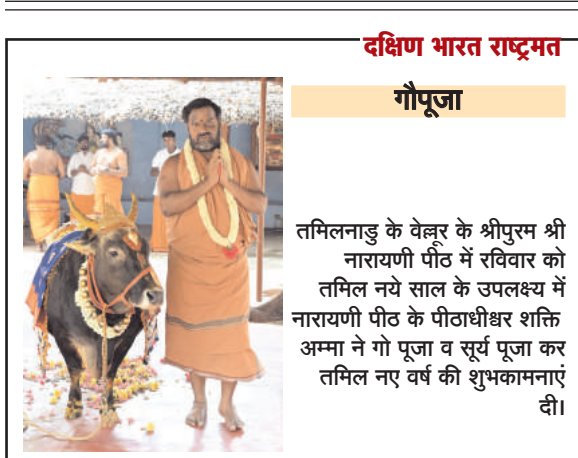 दक्षिण भारत राष्ट्रमत
गौपूजा
तमिलनाडु के वेल्लूर के श्रीपुरम श्री
नारायणी पीठ में रविवार को
तमिल नये साल के उपलक्ष्य में
नारायणी पीठ के पीठाधीश्वर शक्ति
अम्मा ने गो पूजा व सूर्य पूजा कर
तमिल नए वर्ष की शुभकामनाएं
दी।